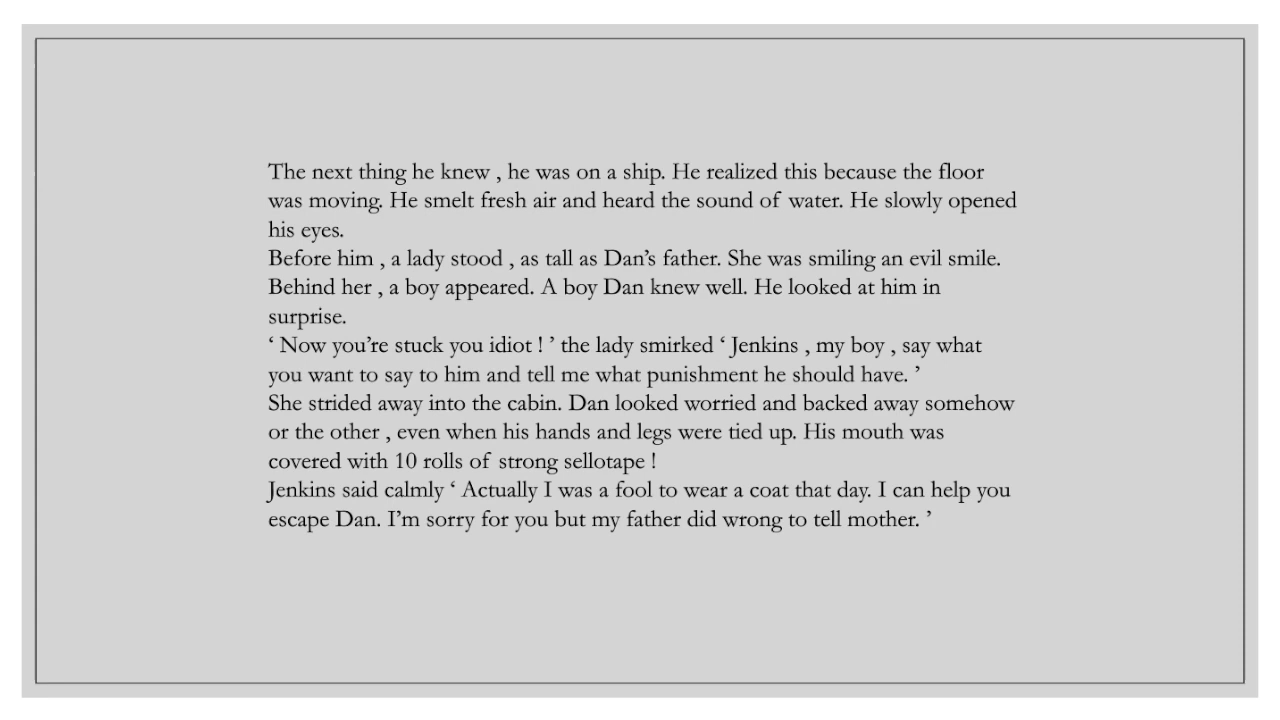 The next thing he knew , he was on a ship. He realized this because the floor
was moving. He smelt fresh air and heard the sound of water. He slowly opened
his eyes.
Before him , a lady stood , as tall as Dan’s father. She was smiling an evil smile.
Behind her , a boy appeared. A boy Dan knew well. He looked at him in
surprise.
‘ Now you’re stuck you idiot ! ’ the lady smirked ‘ Jenkins , my boy , say what
you want to say to him and tell me what punishment he should have. ’
She strided away into the cabin. Dan looked worried and backed away somehow
or the other , even when his hands and legs were tied up. His mouth was
covered with 10 rolls of strong sellotape !
Jenkins said calmly ‘ Actually I was a fool to wear a coat that day. I can help you
escape Dan. I’m sorry for you but my father did wrong to tell mother. ’